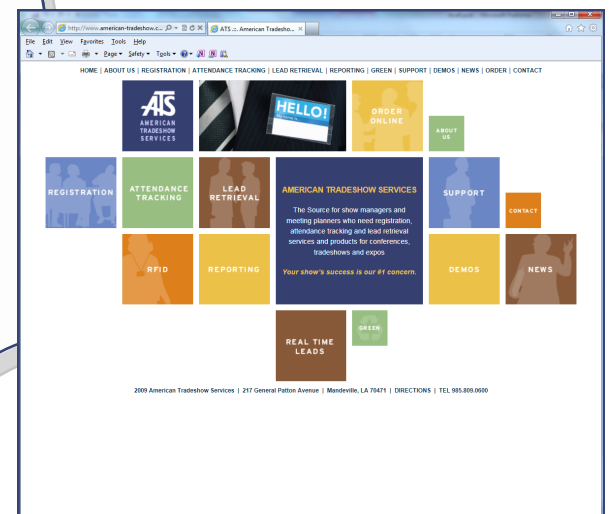 http://www.american-tradeshow.c...
ATS .::. American Tradesho...
File Edit View Favorites Tools Help
Page Safety Tools
HOME | ABOUT US | REGISTRATION | ATTENDANCE TRACKING | LEAD RETRIEVAL | REPORTING | GREEN | SUPPORT | DEMOS | NEWS | ORDER | CONTACT
ATS
AMERICAN
TRADESHOW
SERVICES
HELLO!
ORDER
ONLINE
ABOUT
US
REGISTRATION
ATTENDANCE
TRACKING
LEAD
RETRIEVAL
AMERICAN TRADESHOW SERVICES
The Source for show managers and
meeting planners who need registration,
attendance tracking and lead retrieval
services and products for conferences,
tradeshows and expos
Your show's success is our #1 concern.
SUPPORT
CONTACT
RFID
REPORTING
DEMOS
NEWS
REAL TIME
LEADS
GREEN
2009 American Tradeshow Services | 217 General Patton Avenue | Mandeville, LA 70471 | DIRECTIONS | TEL 985.809.0600